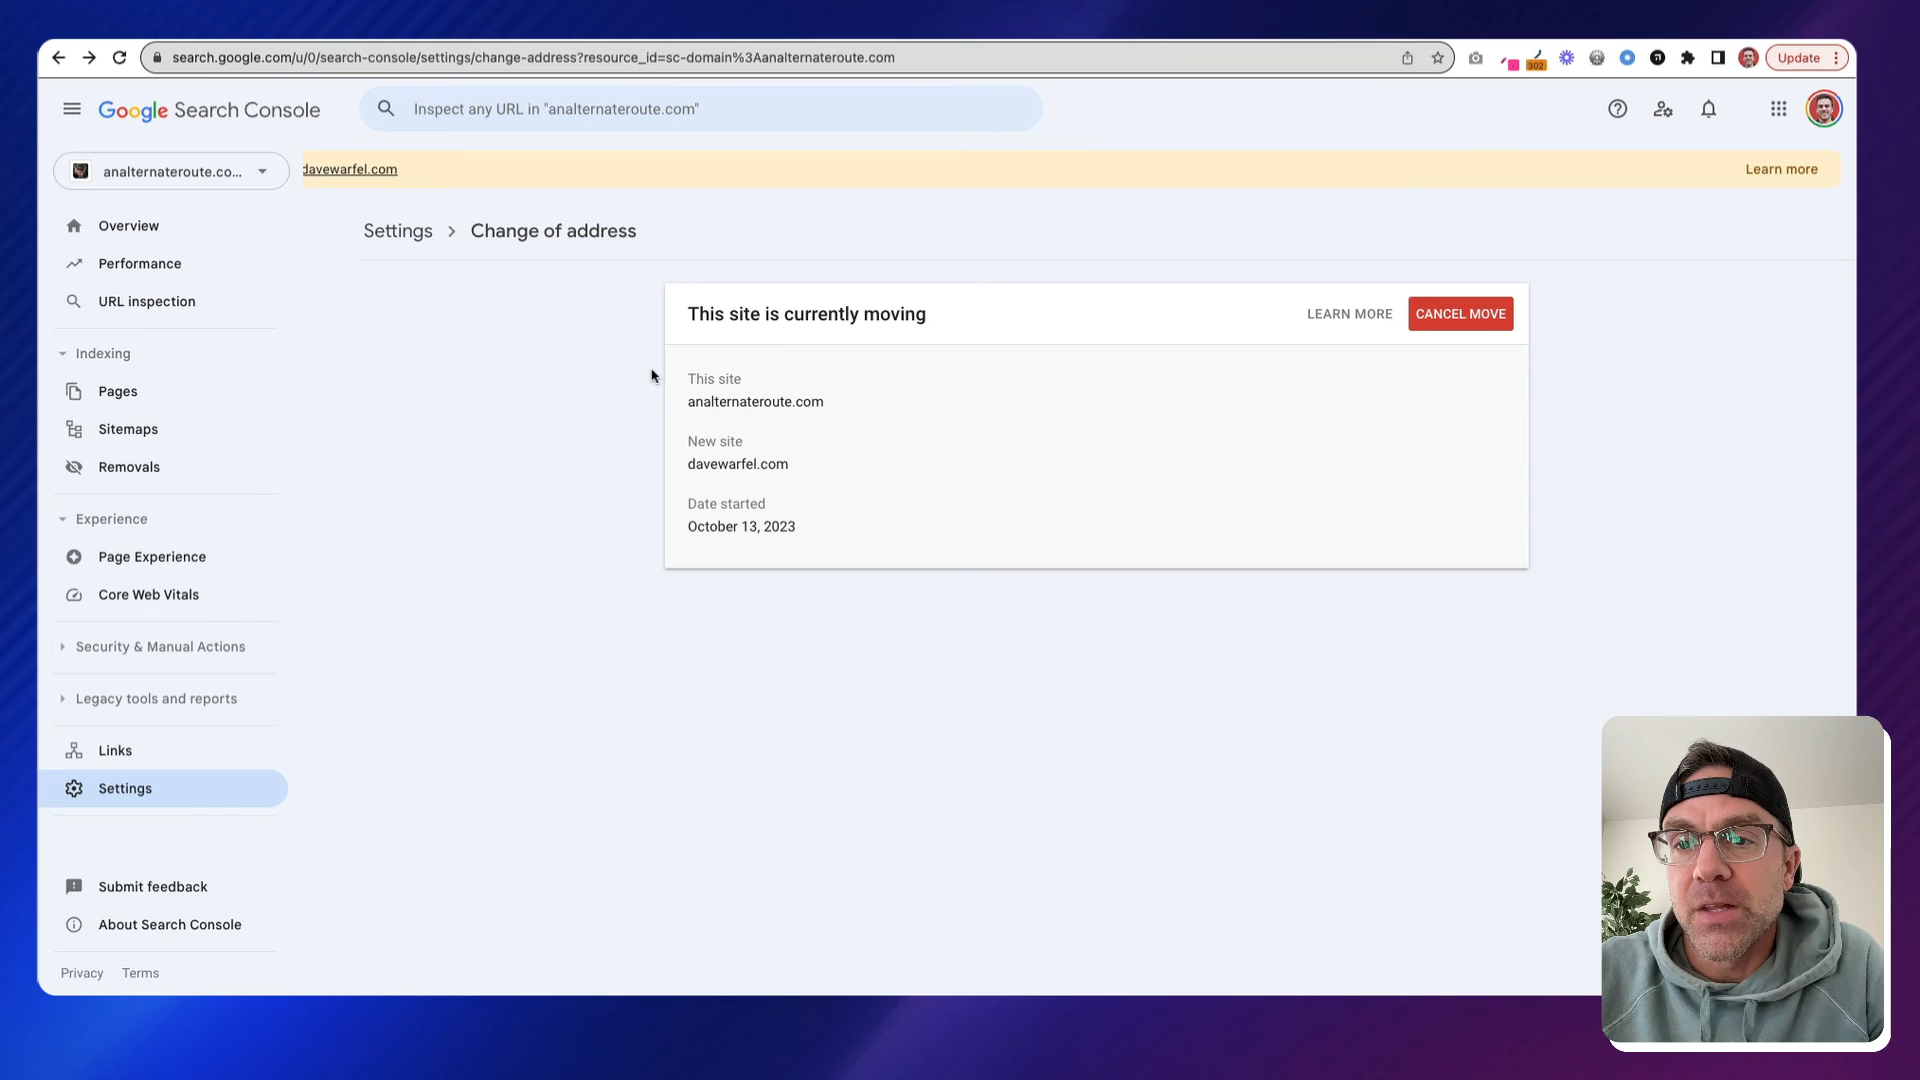 search.google.com/u/0/search-console/settings/change-address?resource_id=sc-domain%3Aanalternateroute.com
302
Update
Google Search Console
Inspect any URL in "analternateroute.com"
analternateroute.co...
davewarfel.com
Learn more
Overview
Performance
URL inspection
Indexing
Pages
Sitemaps
Removals
Experience
Page Experience
Core Web Vitals
Security & Manual Actions
Legacy tools and reports
Links
Settings
Submit feedback
About Search Console
Privacy
Terms
Settings
Change of address
This site is currently moving
LEARN MORE
CANCEL MOVE
This site
analternateroute.com
New site
davewarfel.com
Date started
October 13, 2023